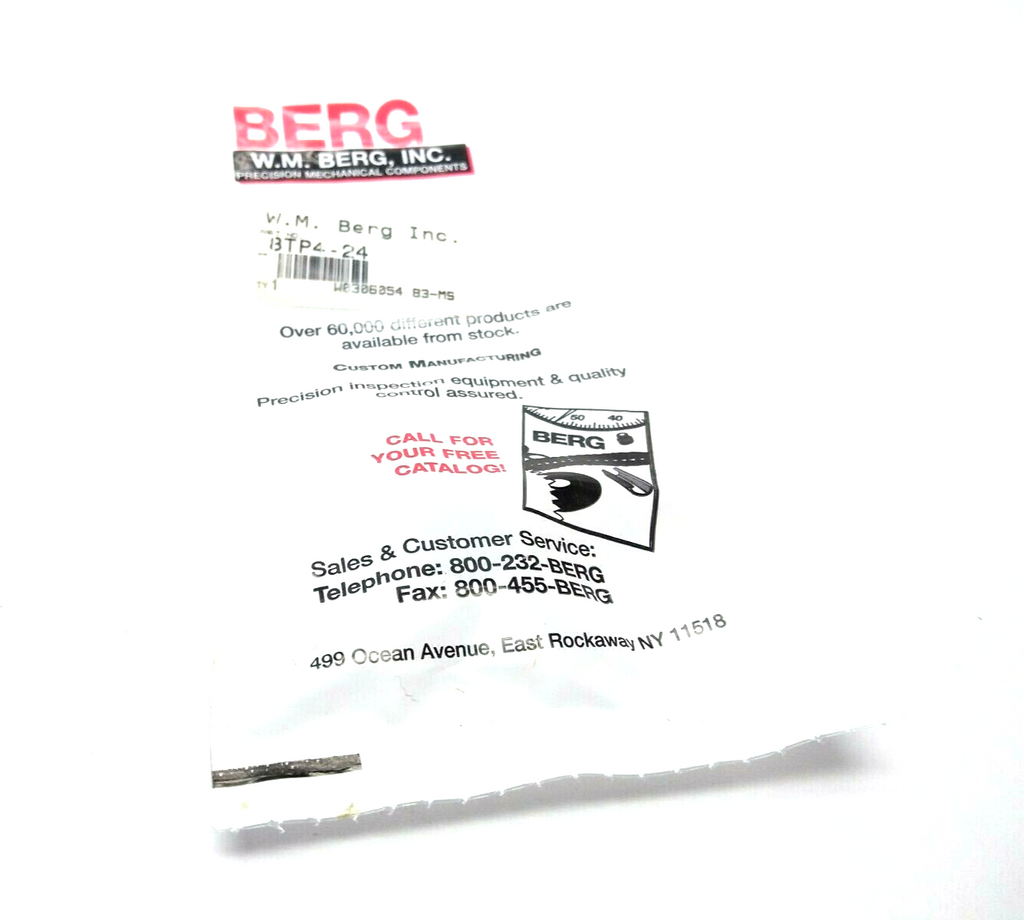 BERG
W.M. BERG, INC.
PRECISION MECHANICAL COMPONENTS
W.M. Berg Inc.
BTP4-24
TY 1 W0306054 83-MS
Over 60,000 different products are
available from stock.
CUSTOM MANUFACTURING
Precision inspection equipment & quality
control assured.
CALL FOR
YOUR FREE
CATALOG!
50 40
BERG
Sales & Customer Service:
Telephone: 800-232-BERG
Fax: 800-455-BERG
499 Ocean Avenue, East Rockaway NY 11518